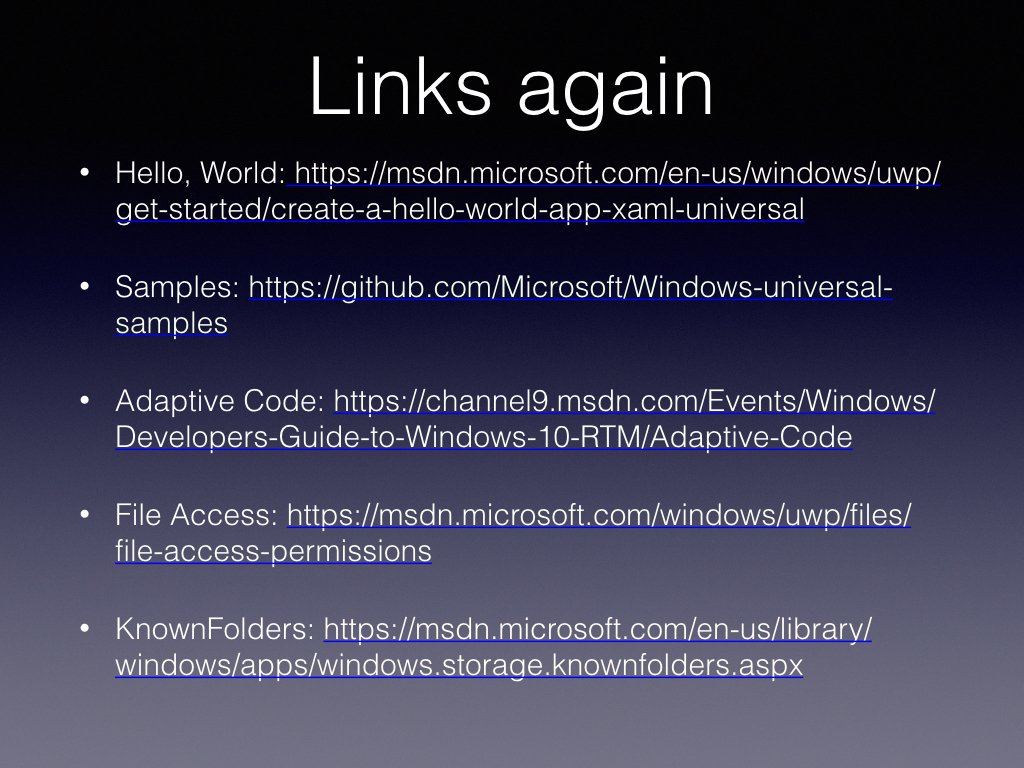 Links again
• Hello, World: https://msdn.microsoft.com/en-us/windows/uwp/
get-started/create-a-hello-world-app-xaml-universal
• Samples: https://github.com/Microsoft/Windows-universal-
samples
• Adaptive Code: https://channel9.msdn.com/Events/Windows/
Developers-Guide-to-Windows-10-RTM/Adaptive-Code
• File Access: https://msdn.microsoft.com/windows/uwp/files/
file-access-permissions
• KnownFolders: https://msdn.microsoft.com/en-us/library/
windows/apps/windows.storage.knownfolders.aspx